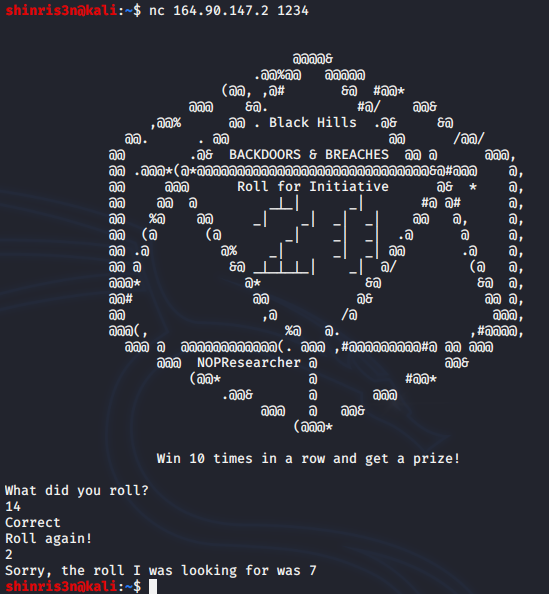 shinris3n@kali:~$ nc 164.90.147.2 1234
Black Hills
BACKDOORS & BREACHES
Roll for Initiative
20
NOPResearcher
Win 10 times in a row and get a prize!
What did you roll?
14
Correct
Roll again!
2
Sorry, the roll I was looking for was 7
shinris3n@kali:~$